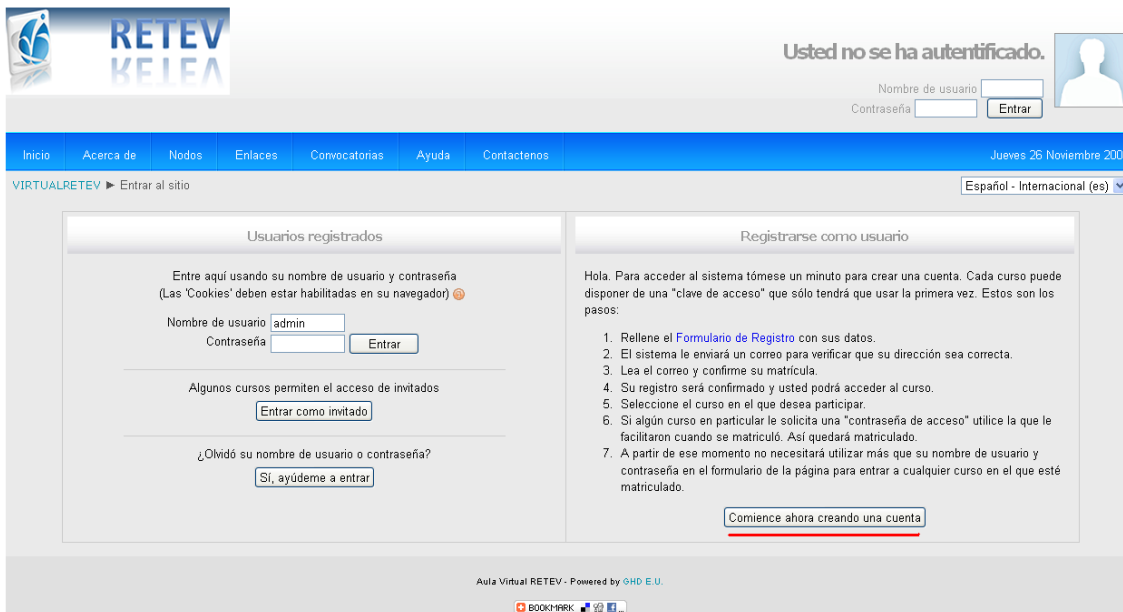 RETEV
Usted no se ha autentificado.
Nombre de usuario
Contraseña Entrar
Inicio Acerca de Nodos Enlaces Convocatorias Ayuda Contactenos Jueves 26 Noviembre 200
VIRTUALRETEV ► Entrar al sitio Español - Internacional (es)
Usuarios registrados
Entre aquí usando su nombre de usuario y contraseña
(Las 'Cookies' deben estar habilitadas en su navegador)
Nombre de usuario admin
Contraseña Entrar
Algunos cursos permiten el acceso de invitados
Entrar como invitado
¿Olvidó su nombre de usuario o contraseña?
Sí, ayúdeme a entrar
Registrarse como usuario
Hola. Para acceder al sistema tómese un minuto para crear una cuenta. Cada curso puede
disponer de una "clave de acceso" que sólo tendrá que usar la primera vez. Estos son los
pasos:
1. Rellene el Formulario de Registro con sus datos.
2. El sistema le enviará un correo para verificar que su dirección sea correcta.
3. Lea el correo y confirme su matrícula.
4. Su registro será confirmado y usted podrá acceder al curso.
5. Seleccione el curso en el que desea participar.
6. Si algún curso en particular le solicita una "contraseña de acceso" utilice la que le
facilitaron cuando se matriculó. Así quedará matriculado.
7. A partir de ese momento no necesitará utilizar más que su nombre de usuario y
contraseña en el formulario de la página para entrar a cualquier curso en el que esté
matriculado.
Comience ahora creando una cuenta
Aula Virtual RETEV - Powered by GHD E.U.
BOOKMARK